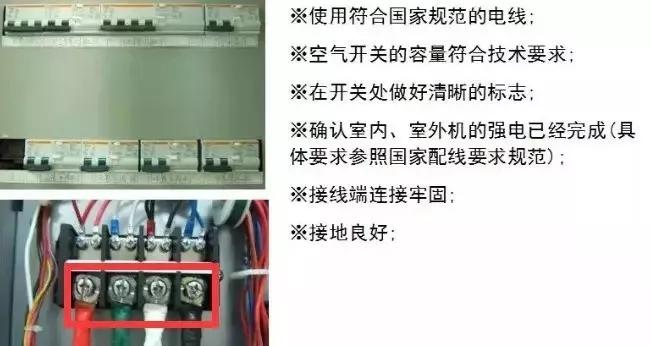 ※使用符合国家规范的电线;
※空气开关的容量符合技术要求;
※在开关处做好清晰的标志;
※确认室内、室外机的强电已经完成(具
体要求参照国家配线要求规范);
※接线端连接牢固;
※接地良好;